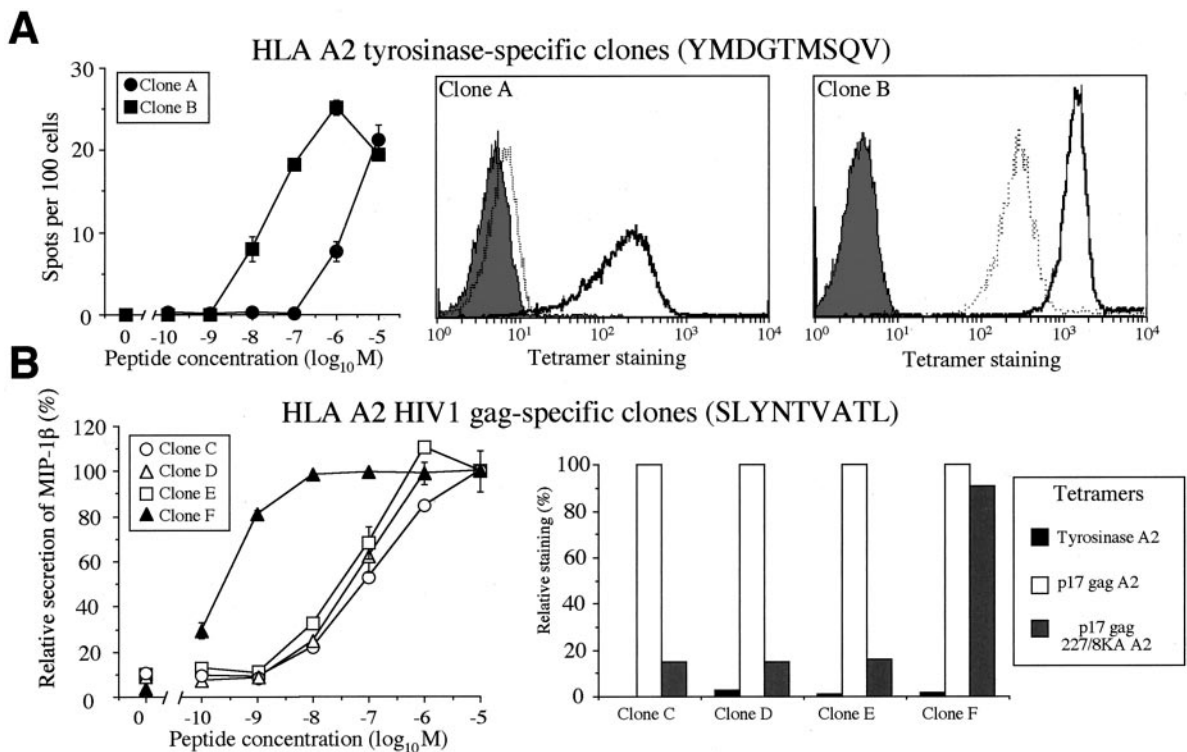 A
HLA A2 tyrosinase-specific clones (YMDGTMSQV)
Clone A
Clone B
Spots per 100 cells
30
20
10
0
0 -10 -9 -8 -7 -6 -5
Peptide concentration (log10M)
Clone A
10^0 10^1 10^2 10^3 10^4
Tetramer staining
Clone B
10^0 10^1 10^2 10^3 10^4
Tetramer staining
B
HLA A2 HIV1 gag-specific clones (SLYNTVATL)
Clone C
Clone D
Clone E
Clone F
Relative secretion of MIP-1β (%)
120
100
80
60
40
20
0
0 -10 -9 -8 -7 -6 -5
Peptide concentration (log10M)
Relative staining (%)
100
80
60
40
20
0
Clone C Clone D Clone E Clone F
Tetramers
Tyrosinase A2
p17 gag A2
p17 gag
227/8KA A2